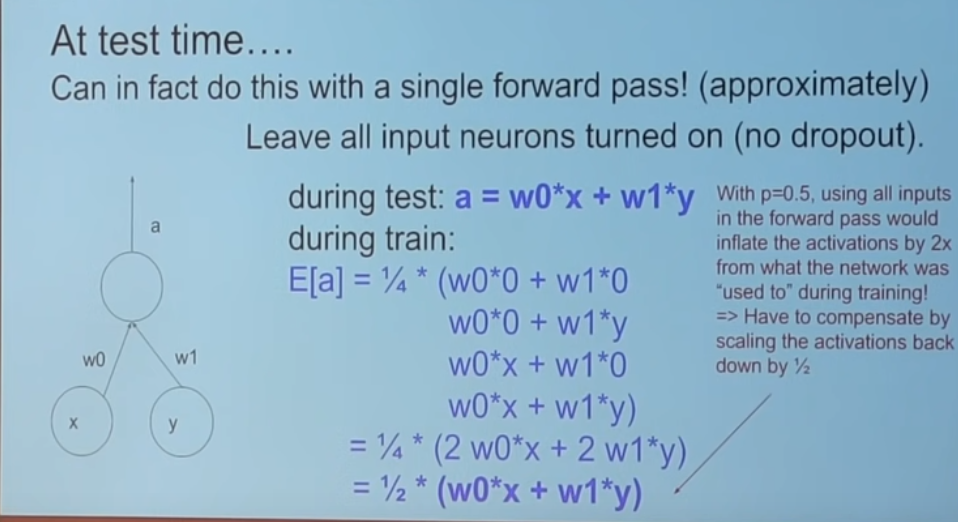 At test time....
Can in fact do this with a single forward pass! (approximately)
Leave all input neurons turned on (no dropout).
during test: a = w0*x + w1*y
during train:
E[a] = ¼ * (w0*0 + w1*0
w0*0 + w1*y
w0*x + w1*0
w0*x + w1*y)
= ¼ * (2 w0*x + 2 w1*y)
= ½ * (w0*x + w1*y)
With p=0.5, using all inputs
in the forward pass would
inflate the activations by 2x
from what the network was
“used to” during training!
=> Have to compensate by
scaling the activations back
down by ½
a
w0
w1
x
y